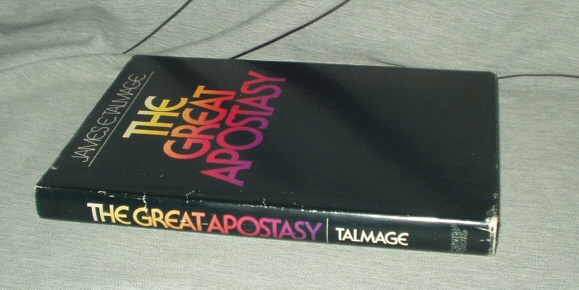 JAMES E. TALMAGE
THE
GREAT
APOSTASY
THE GREAT APOSTASY
TALMAGE